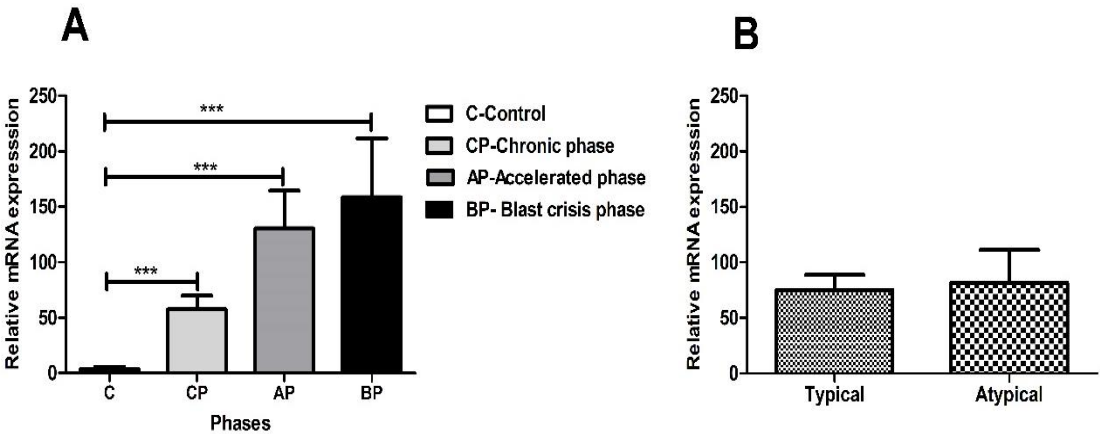 A
Relative mRNA expresssion
250
200
150
100
50
0
***
***
***
C
CP
AP
BP
Phases
C-Control
CP-Chronic phase
AP-Accelerated phase
BP- Blast crisis phase
B
Relative mRNA expresssion
250
200
150
100
50
0
Typical
Atypical